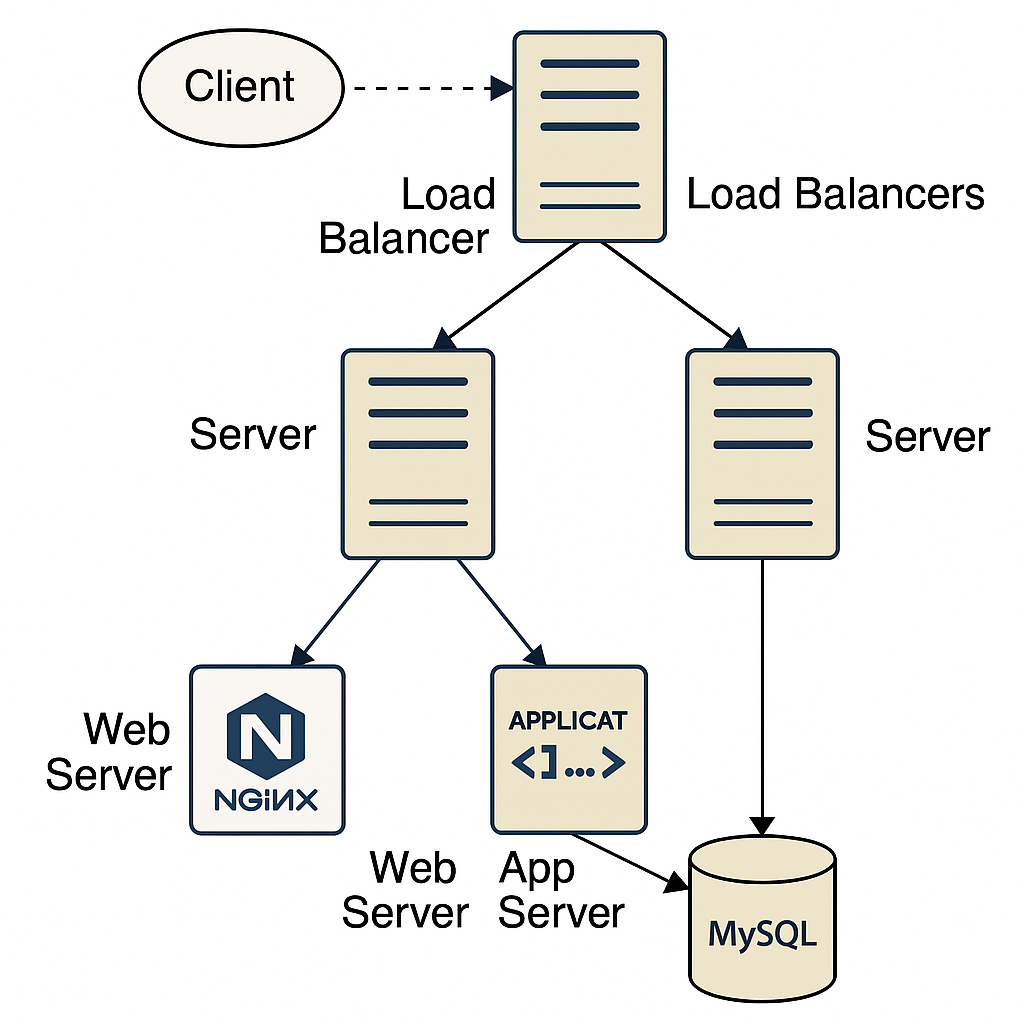 Client
Load
Balancer
Load Balancers
Server
Server
Web
Server
NGiNX
APPLICAT
<]...>
Web
Server
App
Server
MySQL